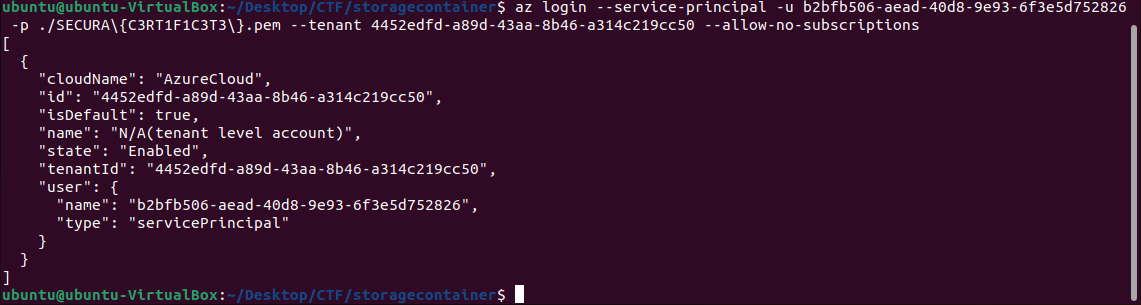 ubuntu@ubuntu-VirtualBox:~/Desktop/CTF/storagecontainer$ az login --service-principal -u b2bfb506-aead-40d8-9e93-6f3e5d752826
-p ./SECURA\{C3RT1F1C3T3\}.pem --tenant 4452edfd-a89d-43aa-8b46-a314c219cc50 --allow-no-subscriptions
[
  {
    "cloudName": "AzureCloud",
    "id": "4452edfd-a89d-43aa-8b46-a314c219cc50",
    "isDefault": true,
    "name": "N/A(tenant level account)",
    "state": "Enabled",
    "tenantId": "4452edfd-a89d-43aa-8b46-a314c219cc50",
    "user": {
      "name": "b2bfb506-aead-40d8-9e93-6f3e5d752826",
      "type": "servicePrincipal"
    }
  }
]
ubuntu@ubuntu-VirtualBox:~/Desktop/CTF/storagecontainer$